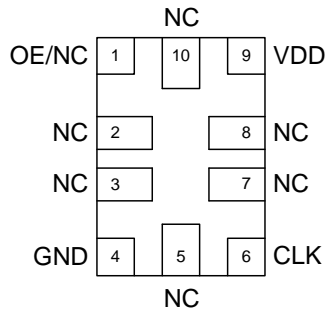 NC
OE/NC 1 10 9 VDD
NC 2 8 NC
NC 3 7 NC
GND 4 5 6 CLK
NC